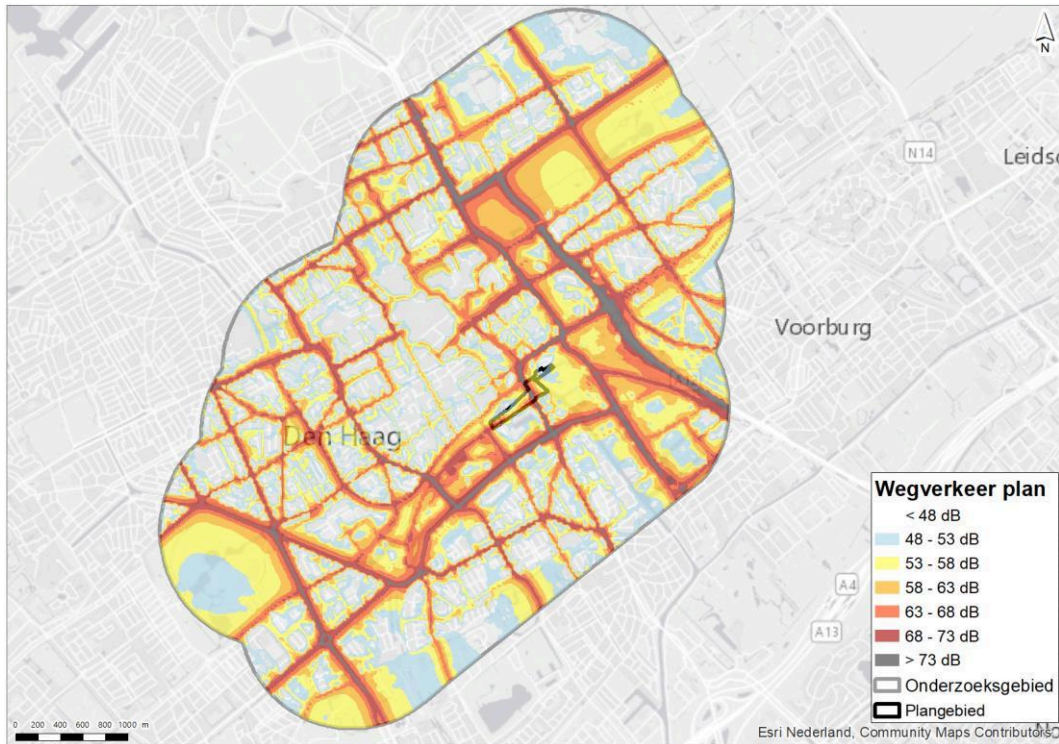 N
N14
Leidsc
Voorburg
Den Haag
A4
A13
Wegverkeer plan
< 48 dB
48 - 53 dB
53 - 58 dB
58 - 63 dB
63 - 68 dB
68 - 73 dB
> 73 dB
Onderzoeksgebied
Plangebied
0 200 400 600 800 1000 m
Esri Nederland, Community Maps Contributors